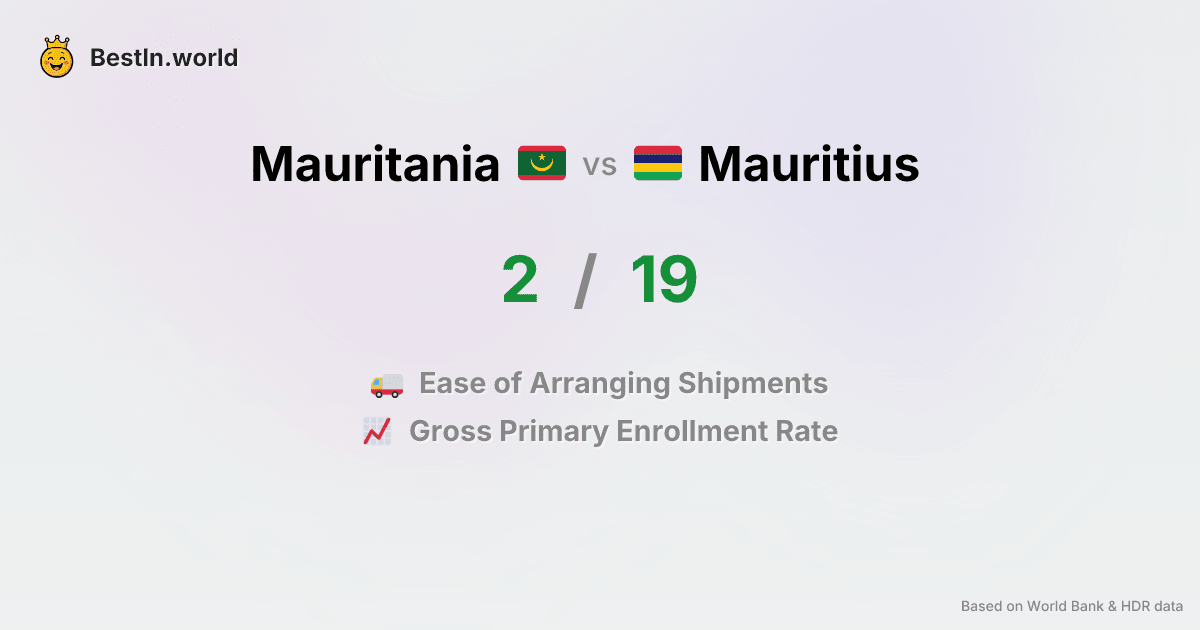 BestIn.world
Mauritania vs Mauritius
2 / 19
Ease of Arranging Shipments
Gross Primary Enrollment Rate
Based on World Bank & HDR data